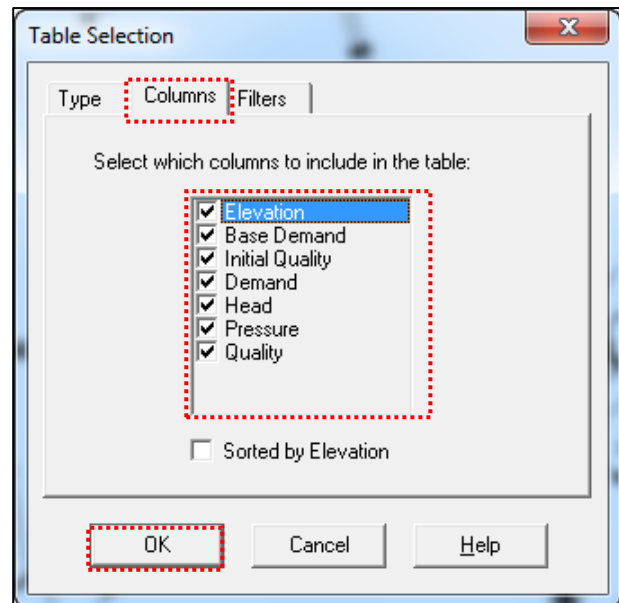 Table Selection
Type Columns Filters
Select which columns to include in the table:
Elevation
Base Demand
Initial Quality
Demand
Head
Pressure
Quality
Sorted by Elevation
OK Cancel Help